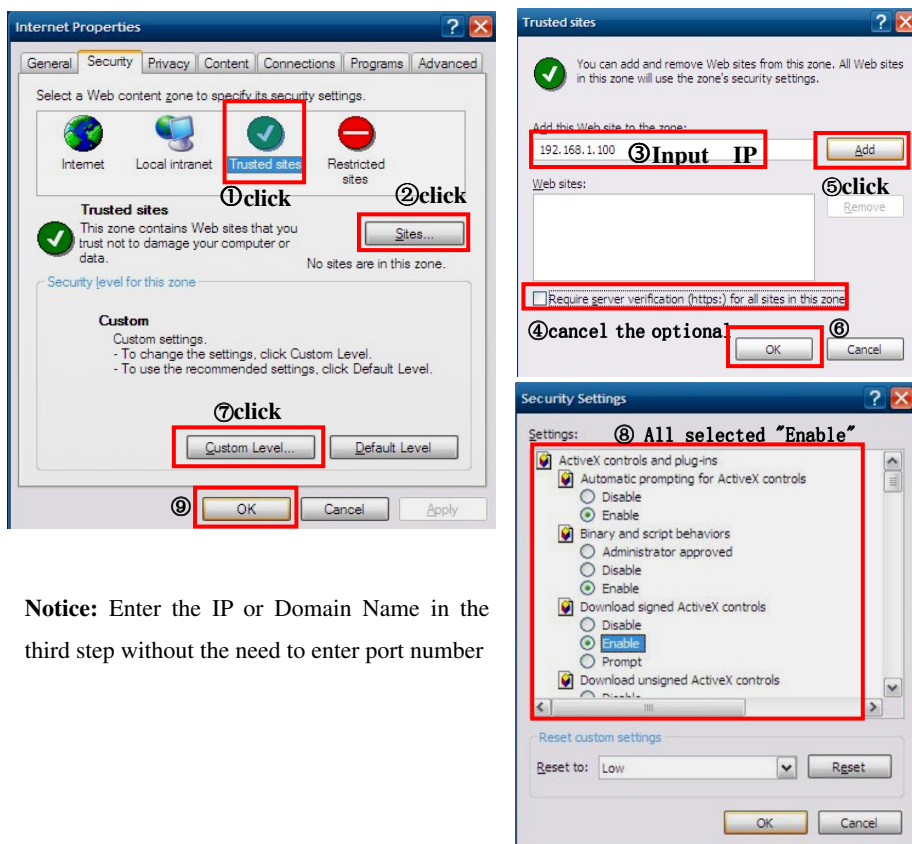 Internet Properties
General Security Privacy Content Connections Programs Advanced
Select a Web content zone to specify its security settings.
Internet Local intranet Trusted sites Restricted sites
①click
②click
Trusted sites
This zone contains Web sites that you
trust not to damage your computer or
data.
Sites...
No sites are in this zone.
Security level for this zone
Custom
Custom settings.
- To change the settings, click Custom Level.
- To use the recommended settings, click Default Level.
⑦click
Custom Level... Default Level
⑨ OK Cancel Apply
Trusted sites
You can add and remove Web sites from this zone. All Web sites
in this zone will use the zone's security settings.
Add this Web site to the zone:
192.168.1.100 ③Input IP Add
Web sites:
⑤click
Remove
Require server verification (https:) for all sites in this zone
④cancel the optional ⑥
OK Cancel
Security Settings
Settings: ⑧ All selected "Enable"
ActiveX controls and plug-ins
Automatic prompting for ActiveX controls
Disable
Enable
Binary and script behaviors
Administrator approved
Disable
Enable
Download signed ActiveX controls
Disable
Enable
Prompt
Download unsigned ActiveX controls
Disable
Reset custom settings
Reset to: Low Reset
OK Cancel
Notice: Enter the IP or Domain Name in the
third step without the need to enter port number